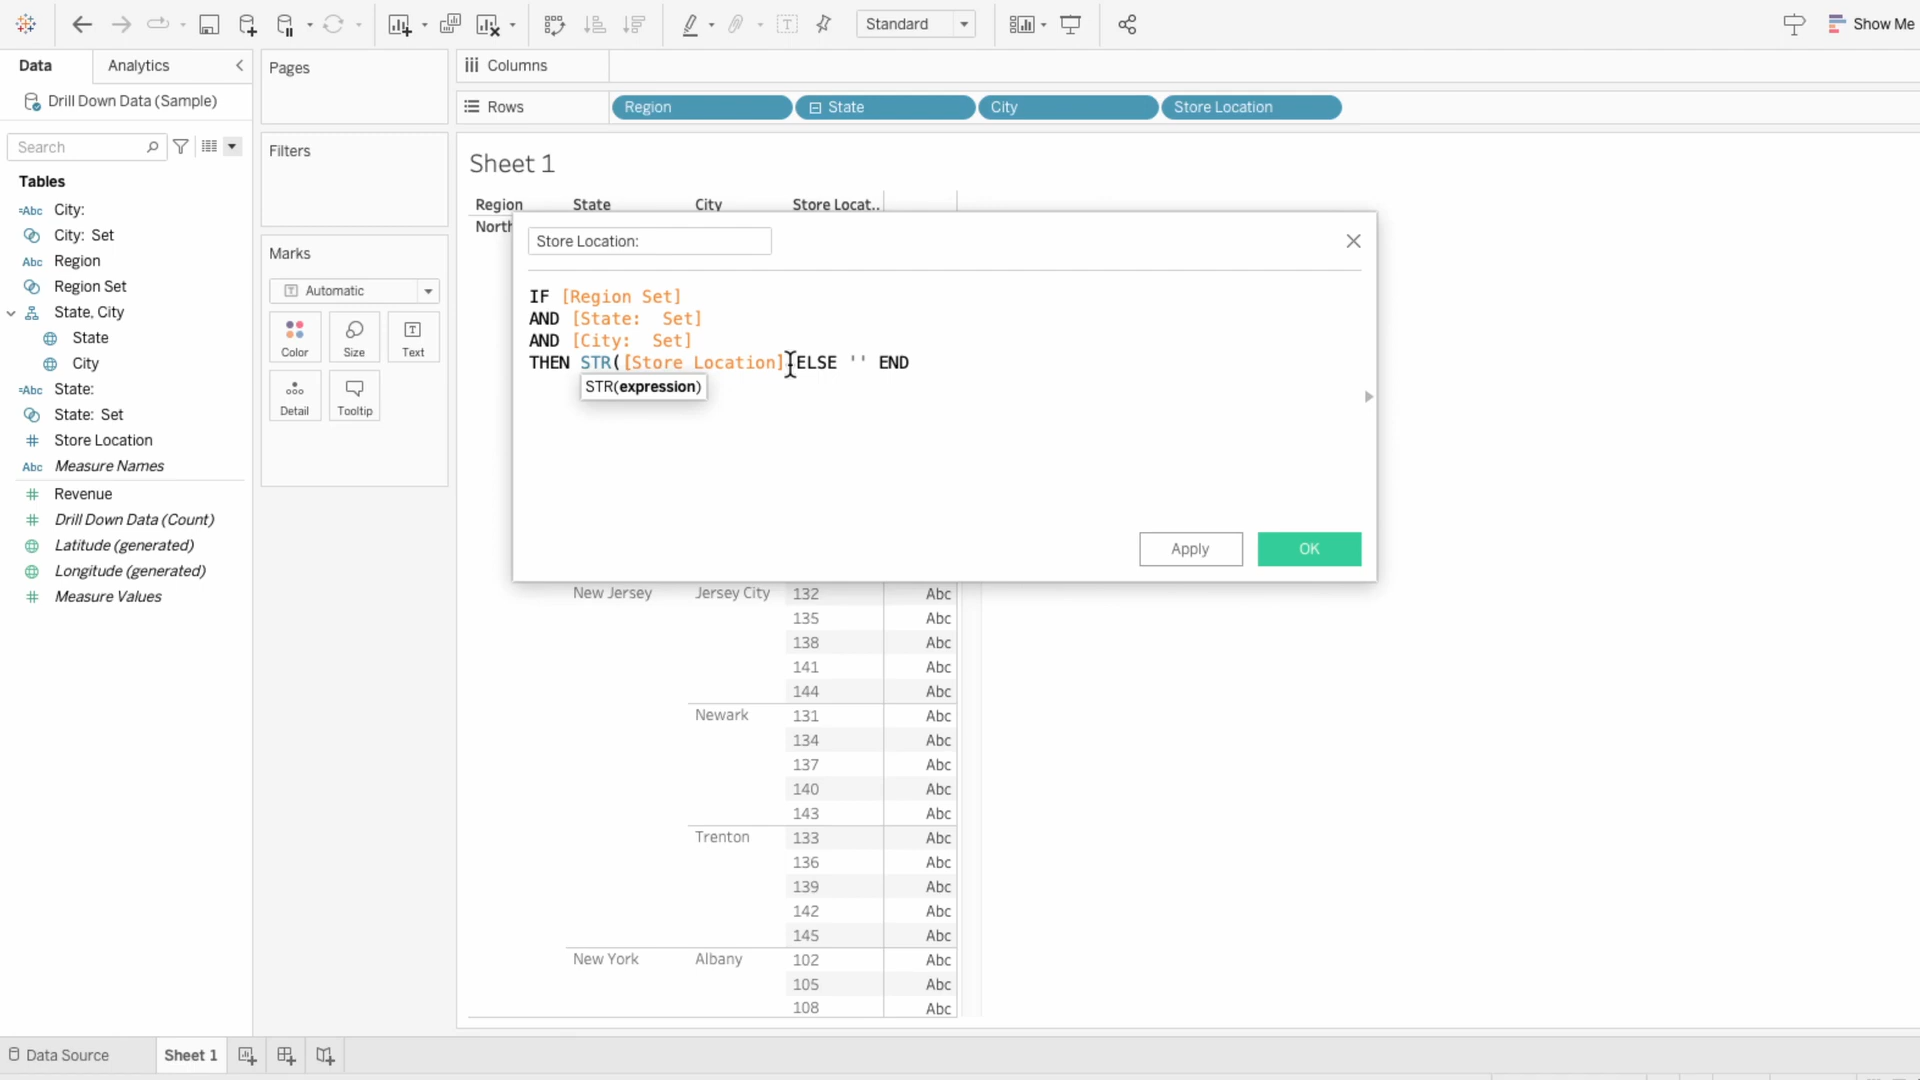 Standard
Show Me
Data
Analytics
Pages
Columns
Drill Down Data (Sample)
Rows
Region
State
City
Store Location
Search
Filters
Sheet 1
Tables
Region
State
City
Store Locat..
Abc
City:
North
City: Set
Abc
Region
Region Set
State, City
State
City
Abc
State:
State: Set
Store Location
Abc
Measure Names
Revenue
Drill Down Data (Count)
Latitude (generated)
Longitude (generated)
Measure Values
Marks
Automatic
Color
Size
Text
Detail
Tooltip
Store Location:
IF [Region Set]
AND [State:  Set]
AND [City:  Set]
THEN STR([Store Location] ELSE '' END
STR(expression)
Apply
OK
New Jersey
Jersey City
132
Abc
135
Abc
138
Abc
141
Abc
144
Abc
Newark
131
Abc
134
Abc
137
Abc
140
Abc
143
Abc
Trenton
133
Abc
136
Abc
139
Abc
142
Abc
145
Abc
New York
Albany
102
Abc
105
Abc
108
Abc
Data Source
Sheet 1